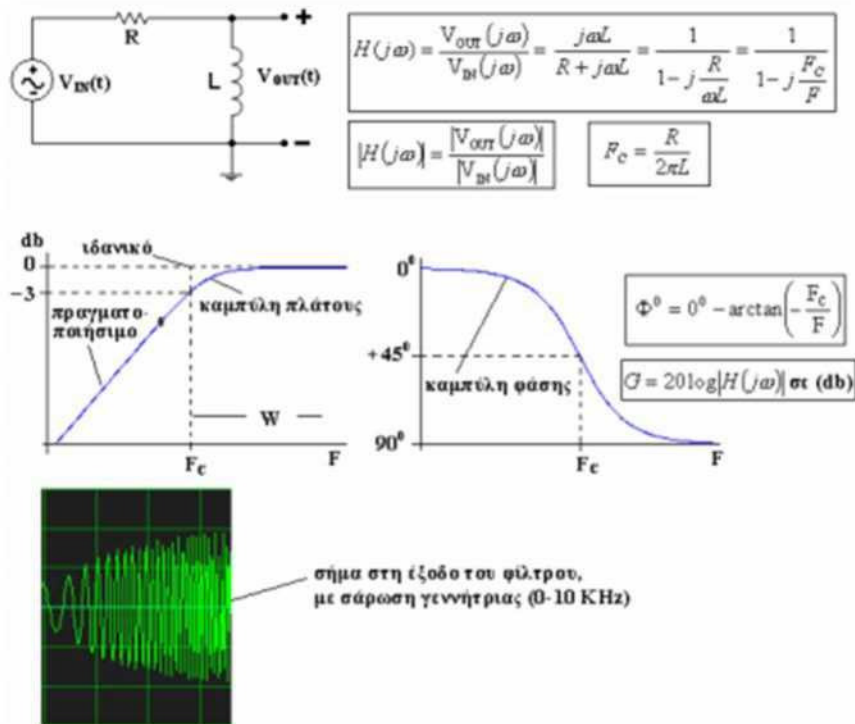 R
+
V_IN(t)
L
V_OUT(t)
−
H(jω) = V_OUT(jω) / V_IN(jω) = jωL / (R + jωL) = 1 / (1 − j R/ωL) = 1 / (1 − j F_C/F)
|H(jω)| = |V_OUT(jω)| / |V_IN(jω)|
F_C = R / 2πL
db
ιδανικό
0
−3
καμπύλη πλάτους
πραγματο-
ποιήσιμο
W
F_c
F
0⁰
+45⁰
καμπύλη φάσης
90⁰
F_c
F
Φ⁰ = 0⁰ − arctan(−F_c/F)
G = 20log|H(jω)| σε (db)
σήμα στη έξοδο του φίλτρου,
με σάρωση γεννήτριας (0-10 KHz)